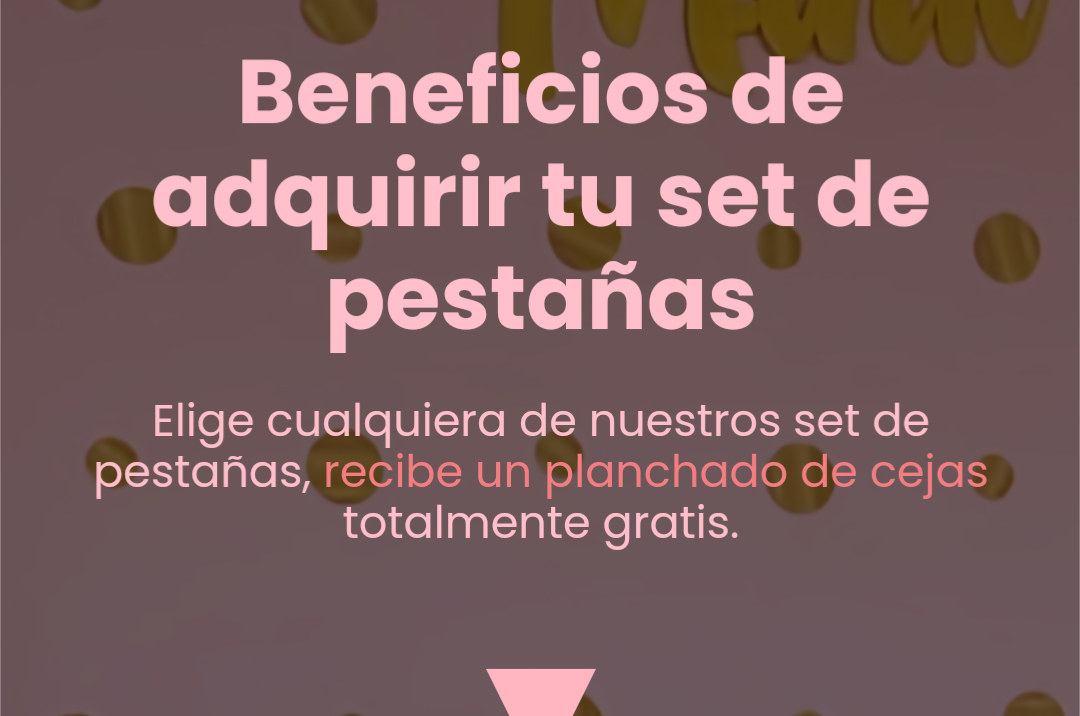 Beneficios de
adquirir tu set de
pestañas
Elige cualquiera de nuestros set de
pestañas, recibe un planchado de cejas
totalmente gratis.